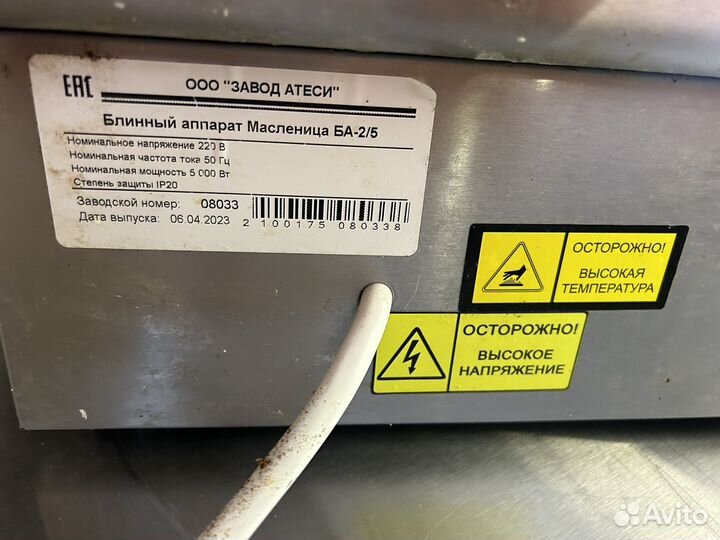 EAC
ООО "ЗАВОД АТЕСИ"
Блинный аппарат Масленица БА-2/5
Номинальное напряжение 220 В
Номинальная частота тока 50 Гц
Номинальная мощность 5 000 Вт
Степень защиты IP20
Заводской номер: 08033
Дата выпуска: 06.04.2023
2 100175 080338
ОСТОРОЖНО!
ВЫСОКАЯ
ТЕМПЕРАТУРА
ОСТОРОЖНО!
ВЫСОКОЕ
НАПРЯЖЕНИЕ
Avito